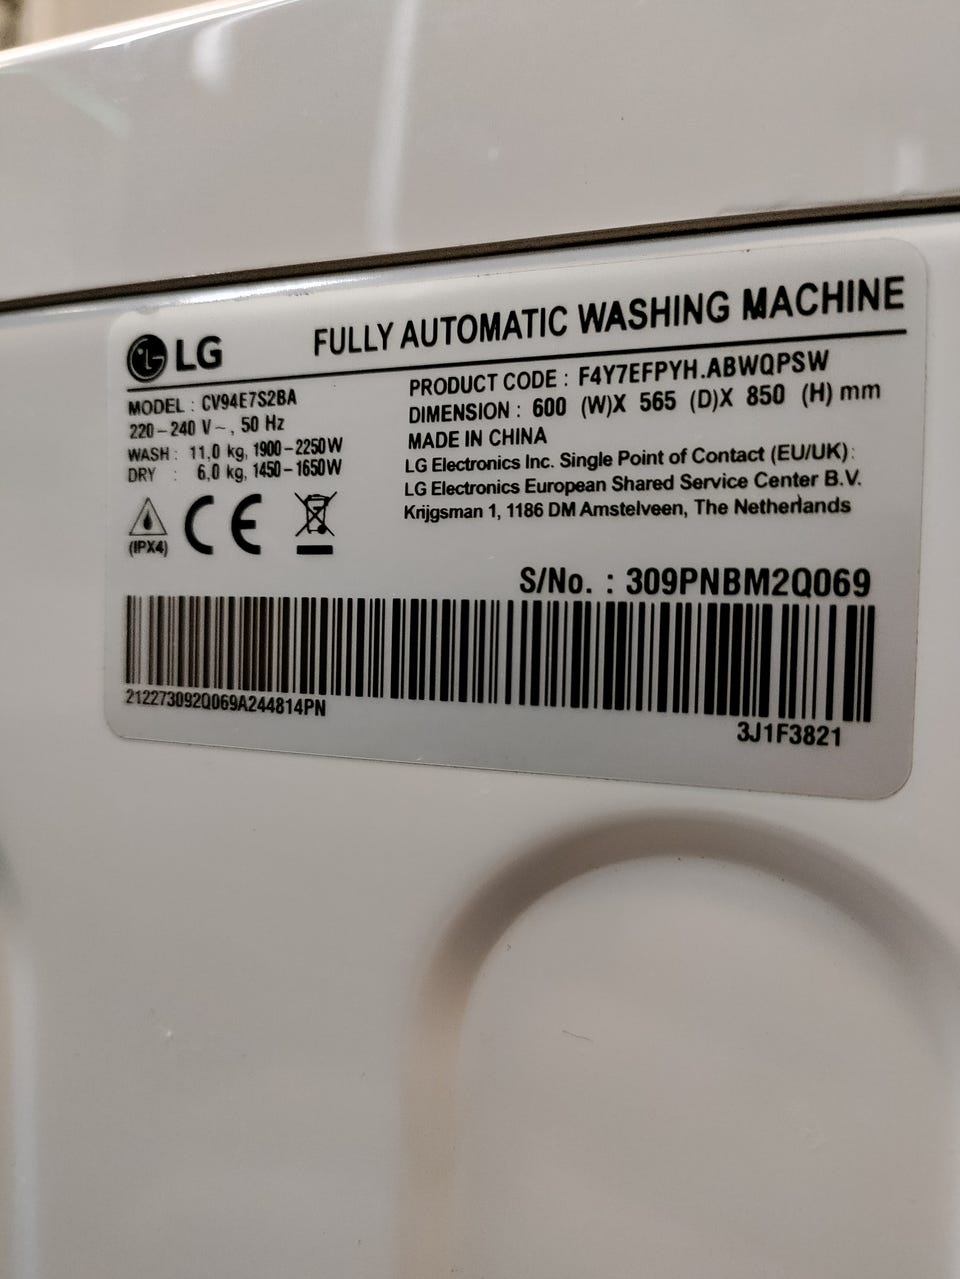 LG FULLY AUTOMATIC WASHING MACHINE
MODEL : CV94E7S2BA
220-240 V~, 50 Hz
WASH : 11,0 kg, 1900-2250W
DRY : 6,0 kg, 1450-1650W
(IPX4)
CE
PRODUCT CODE : F4Y7EFPYH.ABWQPSW
DIMENSION : 600 (W)X 565 (D)X 850 (H) mm
MADE IN CHINA
LG Electronics Inc. Single Point of Contact (EU/UK):
LG Electronics European Shared Service Center B.V.
Krijgsman 1, 1186 DM Amstelveen, The Netherlands
S/No. : 309PNBM2Q069
212273092Q069A244814PN
3J1F3821